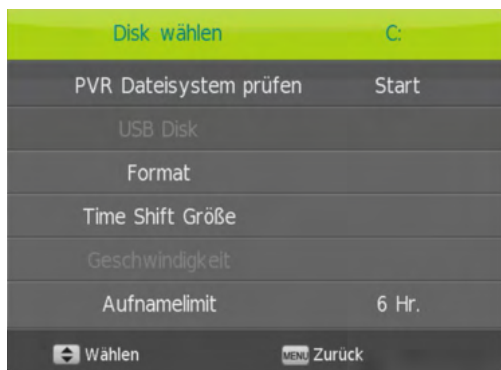 Disk wählen C:
PVR Dateisystem prüfen Start
USB Disk
Format
Time Shift Größe
Geschwindigkeit
Aufnamelimit 6 Hr.
Wählen MENU Zurück